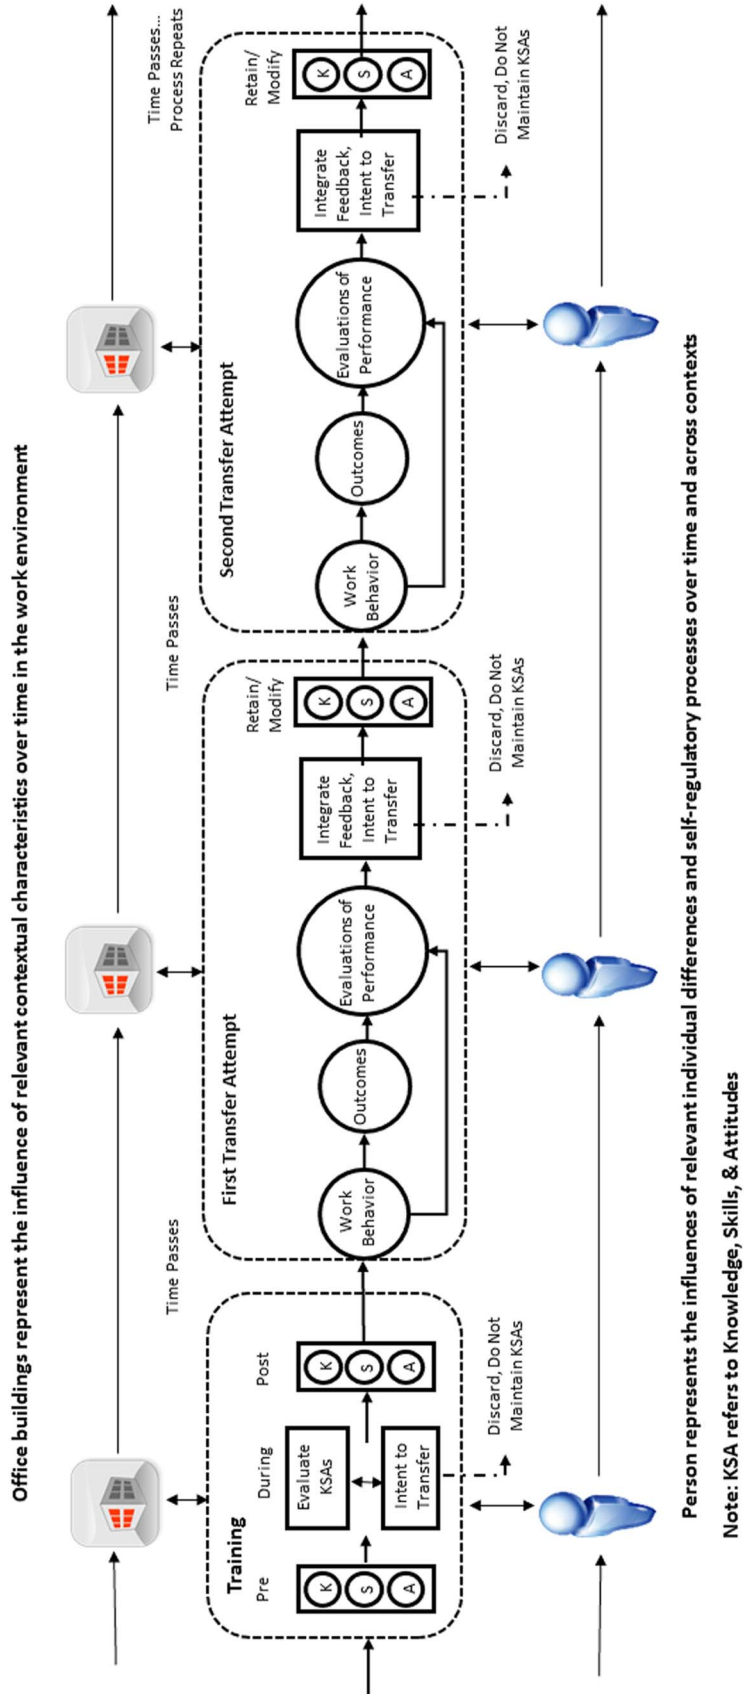 Office buildings represent the influence of relevant contextual characteristics over time in the work environment
Time Passes
Time Passes
Time Passes...
Process Repeats
Training
Pre
During
Post
K
S
A
Evaluate
KSAs
Intent to
Transfer
K
S
A
Discard, Do Not
Maintain KSAs
First Transfer Attempt
Work
Behavior
Outcomes
Evaluations of
Performance
Integrate
Feedback,
Intent to
Transfer
Retain/
Modify
K
S
A
Discard, Do Not
Maintain KSAs
Second Transfer Attempt
Work
Behavior
Outcomes
Evaluations of
Performance
Integrate
Feedback,
Intent to
Transfer
Retain/
Modify
K
S
A
Discard, Do Not
Maintain KSAs
Person represents the influences of relevant individual differences and self-regulatory processes over time and across contexts
Note: KSA refers to Knowledge, Skills, & Attitudes